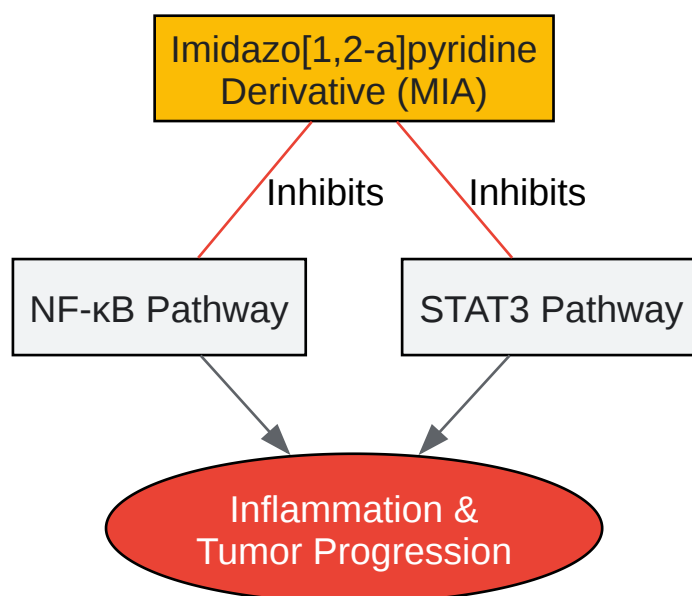 Imidazo[1,2-a]pyridine
Derivative (MIA)
Inhibits
Inhibits
NF-κB Pathway
STAT3 Pathway
Inflammation &
Tumor Progression